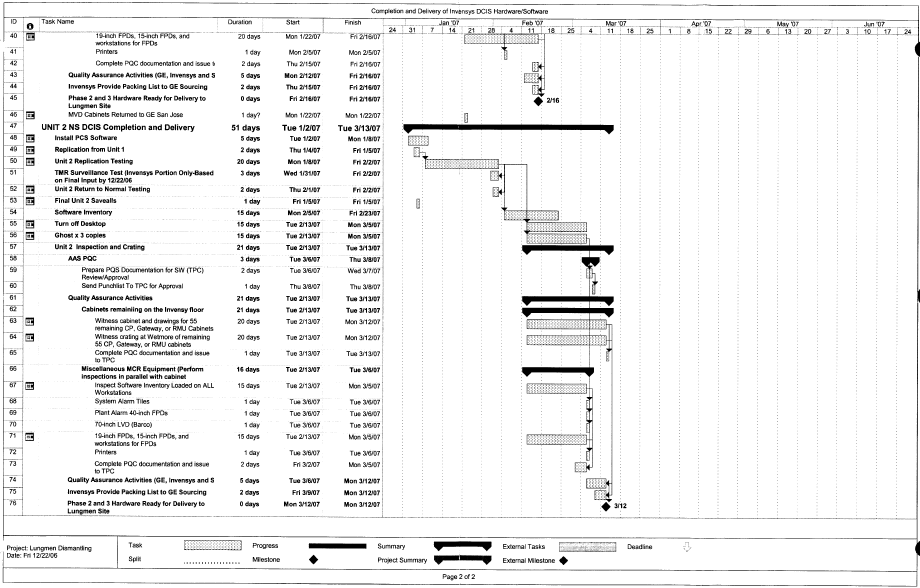 Completion and Delivery of Invensys DCIS Hardware/Software
ID Task Name Duration Start Finish Jan '07 Feb '07 Mar '07 Apr '07 May '07 Jun '07
24 31 7 14 21 28 4 11 18 25 4 11 18 25 1 8 15 22 29 6 13 20 27 3 10 17 24
40 19-inch FPDs, 15-inch FPDs, and workstations for FPDs 20 days Mon 1/22/07 Fri 2/16/07
41 Printers 1 day Mon 2/5/07 Mon 2/5/07
42 Complete PQC documentation and issue t 2 days Thu 2/15/07 Fri 2/16/07
43 Quality Assurance Activities (GE, Invensys and S 5 days Mon 2/12/07 Fri 2/16/07
44 Invensys Provide Packing List to GE Sourcing 2 days Thu 2/15/07 Fri 2/16/07
45 Phase 2 and 3 Hardware Ready for Delivery to Lungmen Site 0 days Fri 2/16/07 Fri 2/16/07 2/16
46 MVD Cabinets Returned to GE San Jose 1 day? Mon 1/22/07 Mon 1/22/07
47 UNIT 2 NS DCIS Completion and Delivery 51 days Tue 1/2/07 Tue 3/13/07
48 Install PCS Software 5 days Tue 1/2/07 Mon 1/8/07
49 Replication from Unit 1 2 days Thu 1/4/07 Fri 1/5/07
50 Unit 2 Replication Testing 20 days Mon 1/8/07 Fri 2/2/07
51 TMR Surveillance Test (Invensys Portion Only-Based on Final Input by 12/22/06 3 days Wed 1/31/07 Fri 2/2/07
52 Unit 2 Return to Normal Testing 2 days Thu 2/1/07 Fri 2/2/07
53 Final Unit 2 Savealls 1 day Fri 1/5/07 Fri 1/5/07
54 Software Inventory 15 days Mon 2/5/07 Fri 2/23/07
55 Turn off Desktop 15 days Tue 2/13/07 Mon 3/5/07
56 Ghost x 3 copies 15 days Tue 2/13/07 Mon 3/5/07
57 Unit 2 Inspection and Crating 21 days Tue 2/13/07 Tue 3/13/07
58 AAS PQC 3 days Tue 3/6/07 Thu 3/8/07
59 Prepare PQS Documentation for SW (TPC) Review/Approval 2 days Tue 3/6/07 Wed 3/7/07
60 Send Punchlist To TPC for Approval 1 day Thu 3/8/07 Thu 3/8/07
61 Quality Assurance Activities 21 days Tue 2/13/07 Tue 3/13/07
62 Cabinets remaining on the Invensy floor 21 days Tue 2/13/07 Tue 3/13/07
63 Witness cabinet and drawings for 55 remaining CP, Gateway, or RMU Cabinets 20 days Tue 2/13/07 Mon 3/12/07
64 Witness crating at Wetmore of remaining 55 CP, Gateway, or RMU cabinets 20 days Tue 2/13/07 Mon 3/12/07
65 Complete PQC documentation and issue to TPC 1 day Tue 3/13/07 Tue 3/13/07
66 Miscellaneous MCR Equipment (Perform inspections in parallel with cabinet 16 days Tue 2/13/07 Tue 3/6/07
67 Inspect Software Inventory Loaded on ALL Workstations 15 days Tue 2/13/07 Mon 3/5/07
68 System Alarm Tiles 1 day Tue 3/6/07 Tue 3/6/07
69 Plant Alarm 40-inch FPDs 1 day Tue 3/6/07 Tue 3/6/07
70 70-inch LVD (Barco) 1 day Tue 3/6/07 Tue 3/6/07
71 19-inch FPDs, 15-inch FPDs, and workstations for FPDs 15 days Tue 2/13/07 Mon 3/5/07
72 Printers 1 day Tue 3/6/07 Tue 3/6/07
73 Complete PQC documentation and issue to TPC 2 days Fri 3/2/07 Mon 3/5/07
74 Quality Assurance Activities (GE, Invensys and S 5 days Tue 3/6/07 Mon 3/12/07
75 Invensys Provide Packing List to GE Sourcing 2 days Fri 3/9/07 Mon 3/12/07
76 Phase 2 and 3 Hardware Ready for Delivery to Lungmen Site 0 days Mon 3/12/07 Mon 3/12/07 3/12
Project: Lungmen Dismantling
Date: Fri 12/22/06
Task Progress Summary External Tasks Deadline
Split Milestone Project Summary External Milestone
Page 2 of 2